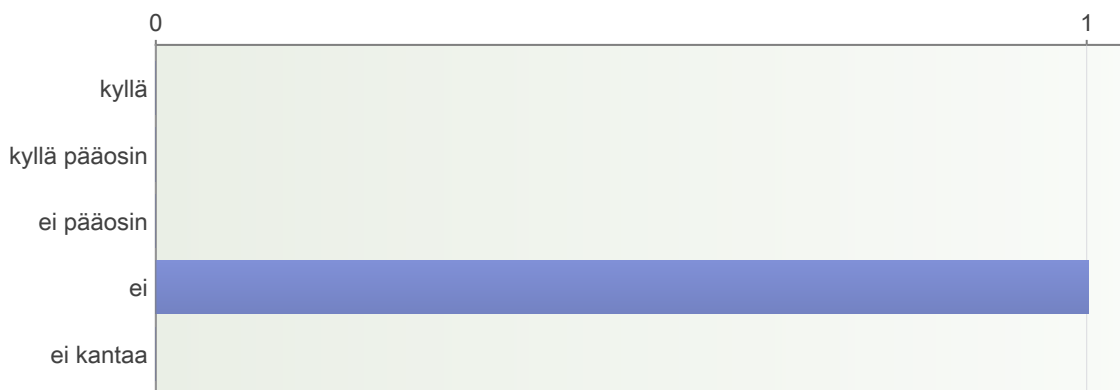 0 1
kyllä
kyllä pääosin
ei pääosin
ei
ei kantaa